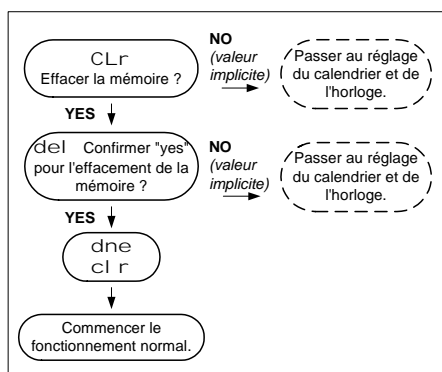 CLr
Effacer la mémoire ?
NO
(valeur
implicite)
Passer au réglage
du calendrier et de
l'horloge.
YES
del Confirmer "yes"
pour l'effacement de la
mémoire ?
NO
(valeur
implicite)
Passer au réglage
du calendrier et de
l'horloge.
YES
dne
clr
Commencer le
fonctionnement normal.